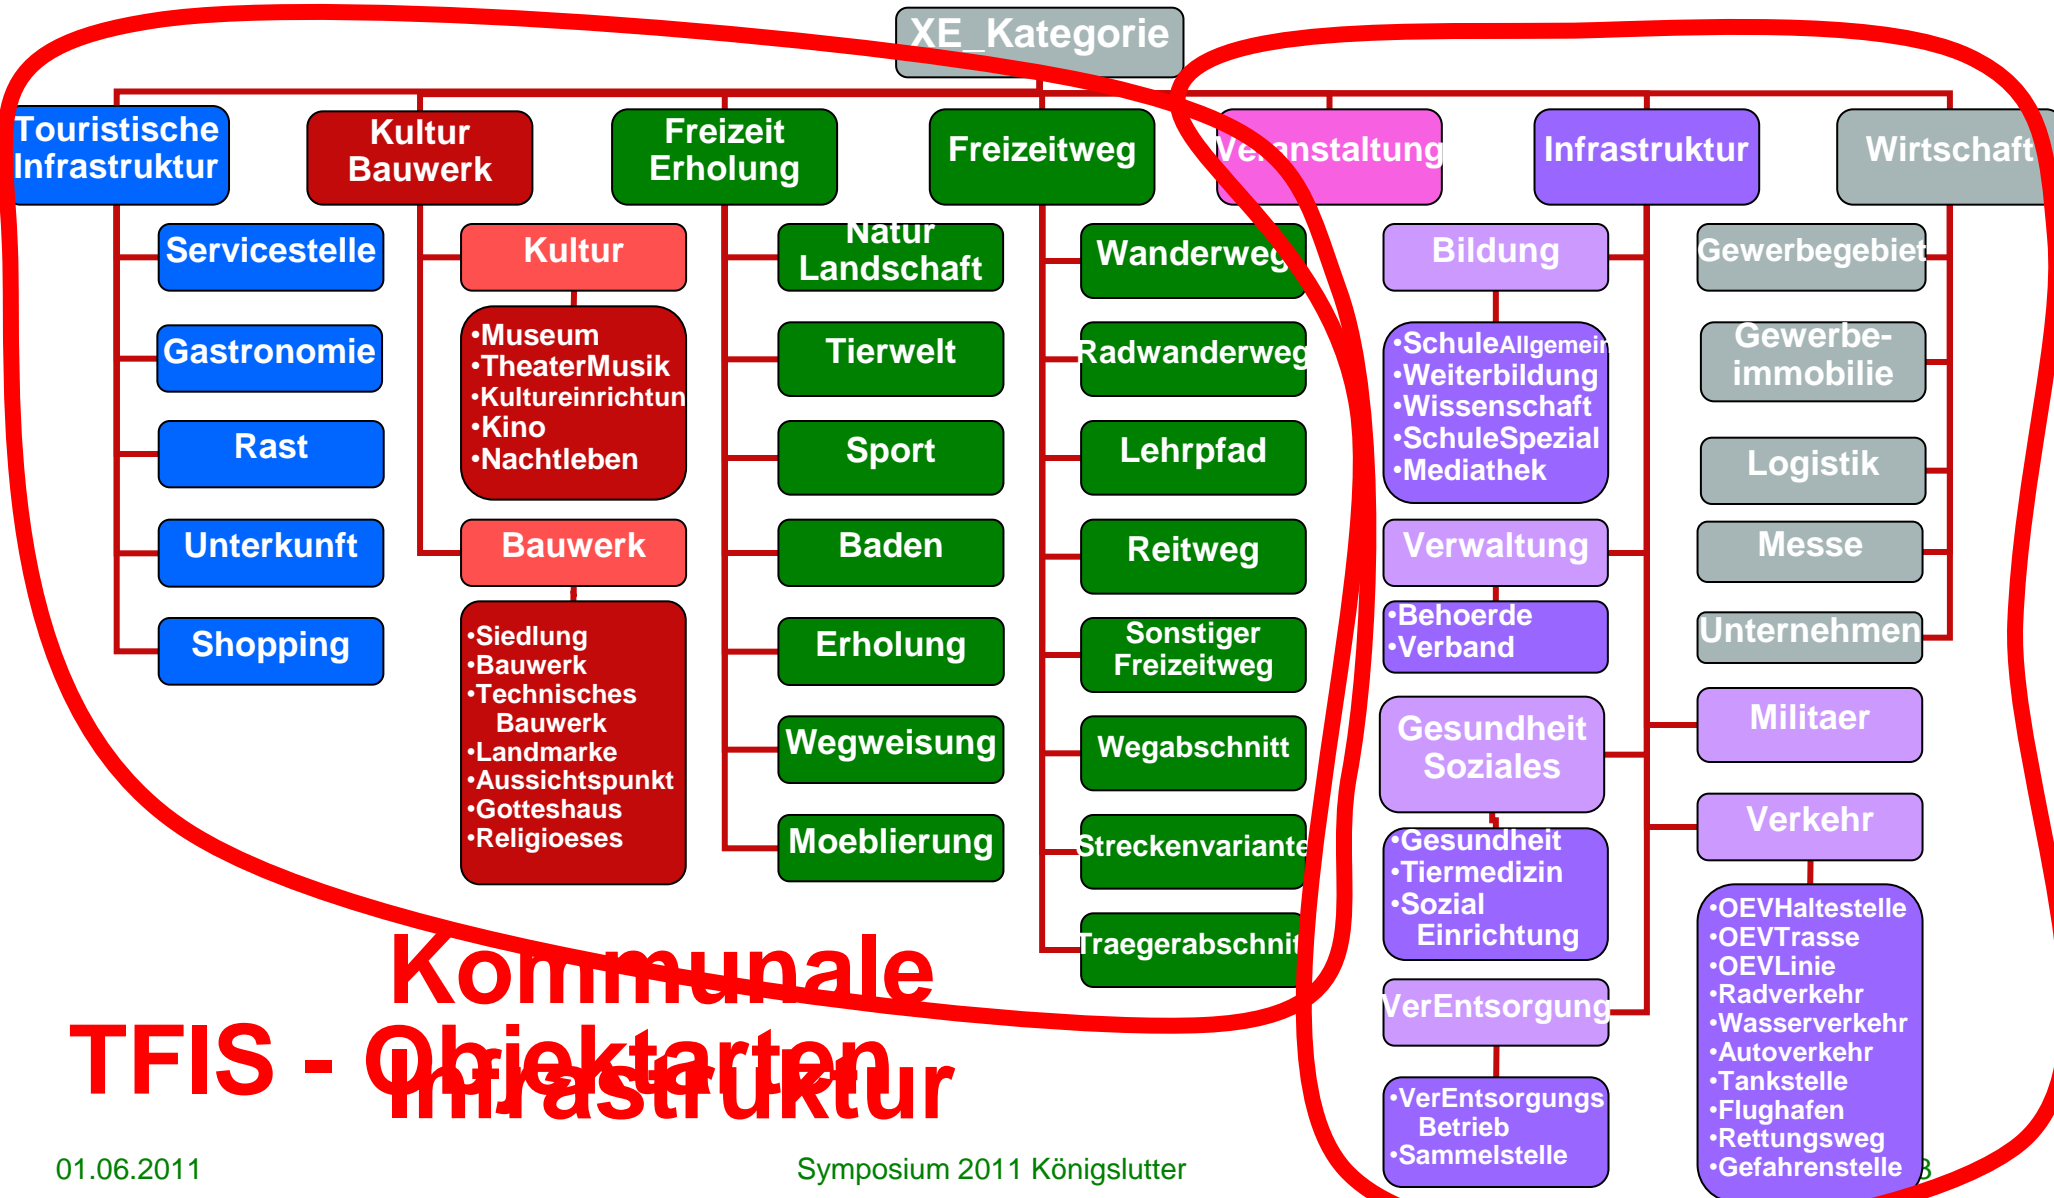 XE_Kategorie
Touristische
Infrastruktur
Servicestelle
Gastronomie
Rast
Unterkunft
Shopping
Kultur
Bauwerk
Kultur
•Museum
•TheaterMusik
•Kultureinrichtun
•Kino
•Nachtleben
Bauwerk
•Siedlung
•Bauwerk
•Technisches
Bauwerk
•Landmarke
•Aussichtspunkt
•Gotteshaus
•Religioeses
Freizeit
Erholung
Natur
Landschaft
Tierwelt
Sport
Baden
Erholung
Wegweisung
Moeblierung
Freizeitweg
Wanderweg
Radwanderweg
Lehrpfad
Reitweg
Sonstiger
Freizeitweg
Wegabschnitt
Streckenvariante
Traegerabschnit
Veranstaltung
Infrastruktur
Bildung
•SchuleAllgemein
•Weiterbildung
•Wissenschaft
•SchuleSpezial
•Mediathek
Verwaltung
•Behoerde
•Verband
Gesundheit
Soziales
•Gesundheit
•Tiermedizin
•Sozial
Einrichtung
VerEntsorgung
•VerEntsorgungs
Betrieb
•Sammelstelle
Wirtschaft
Gewerbegebiet
Gewerbe-
immobilie
Logistik
Messe
Unternehmen
Militaer
Verkehr
•OEVHaltestelle
•OEVTrasse
•OEVLinie
•Radverkehr
•Wasserverkehr
•Autoverkehr
•Tankstelle
•Flughafen
•Rettungsweg
•Gefahrenstelle
Kommunale
Infrastruktur
TFIS - Objektarten
01.06.2011
Symposium 2011 Königslutter